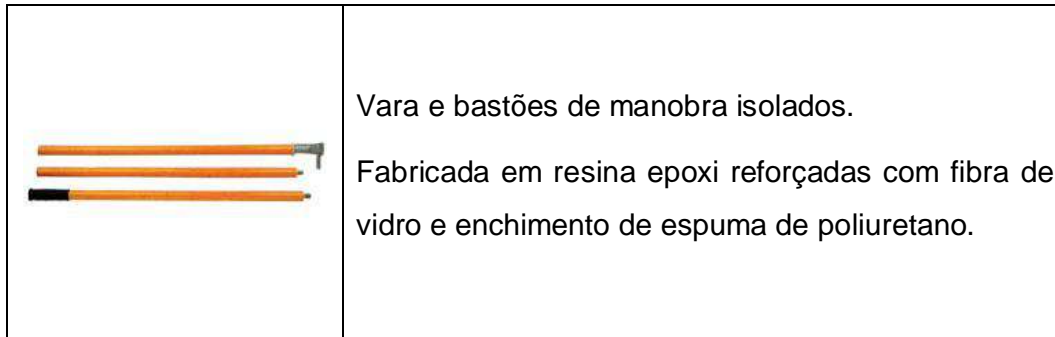 Vara e bastões de manobra isolados.
Fabricada em resina epoxi reforçadas com fibra de
vidro e enchimento de espuma de poliuretano.